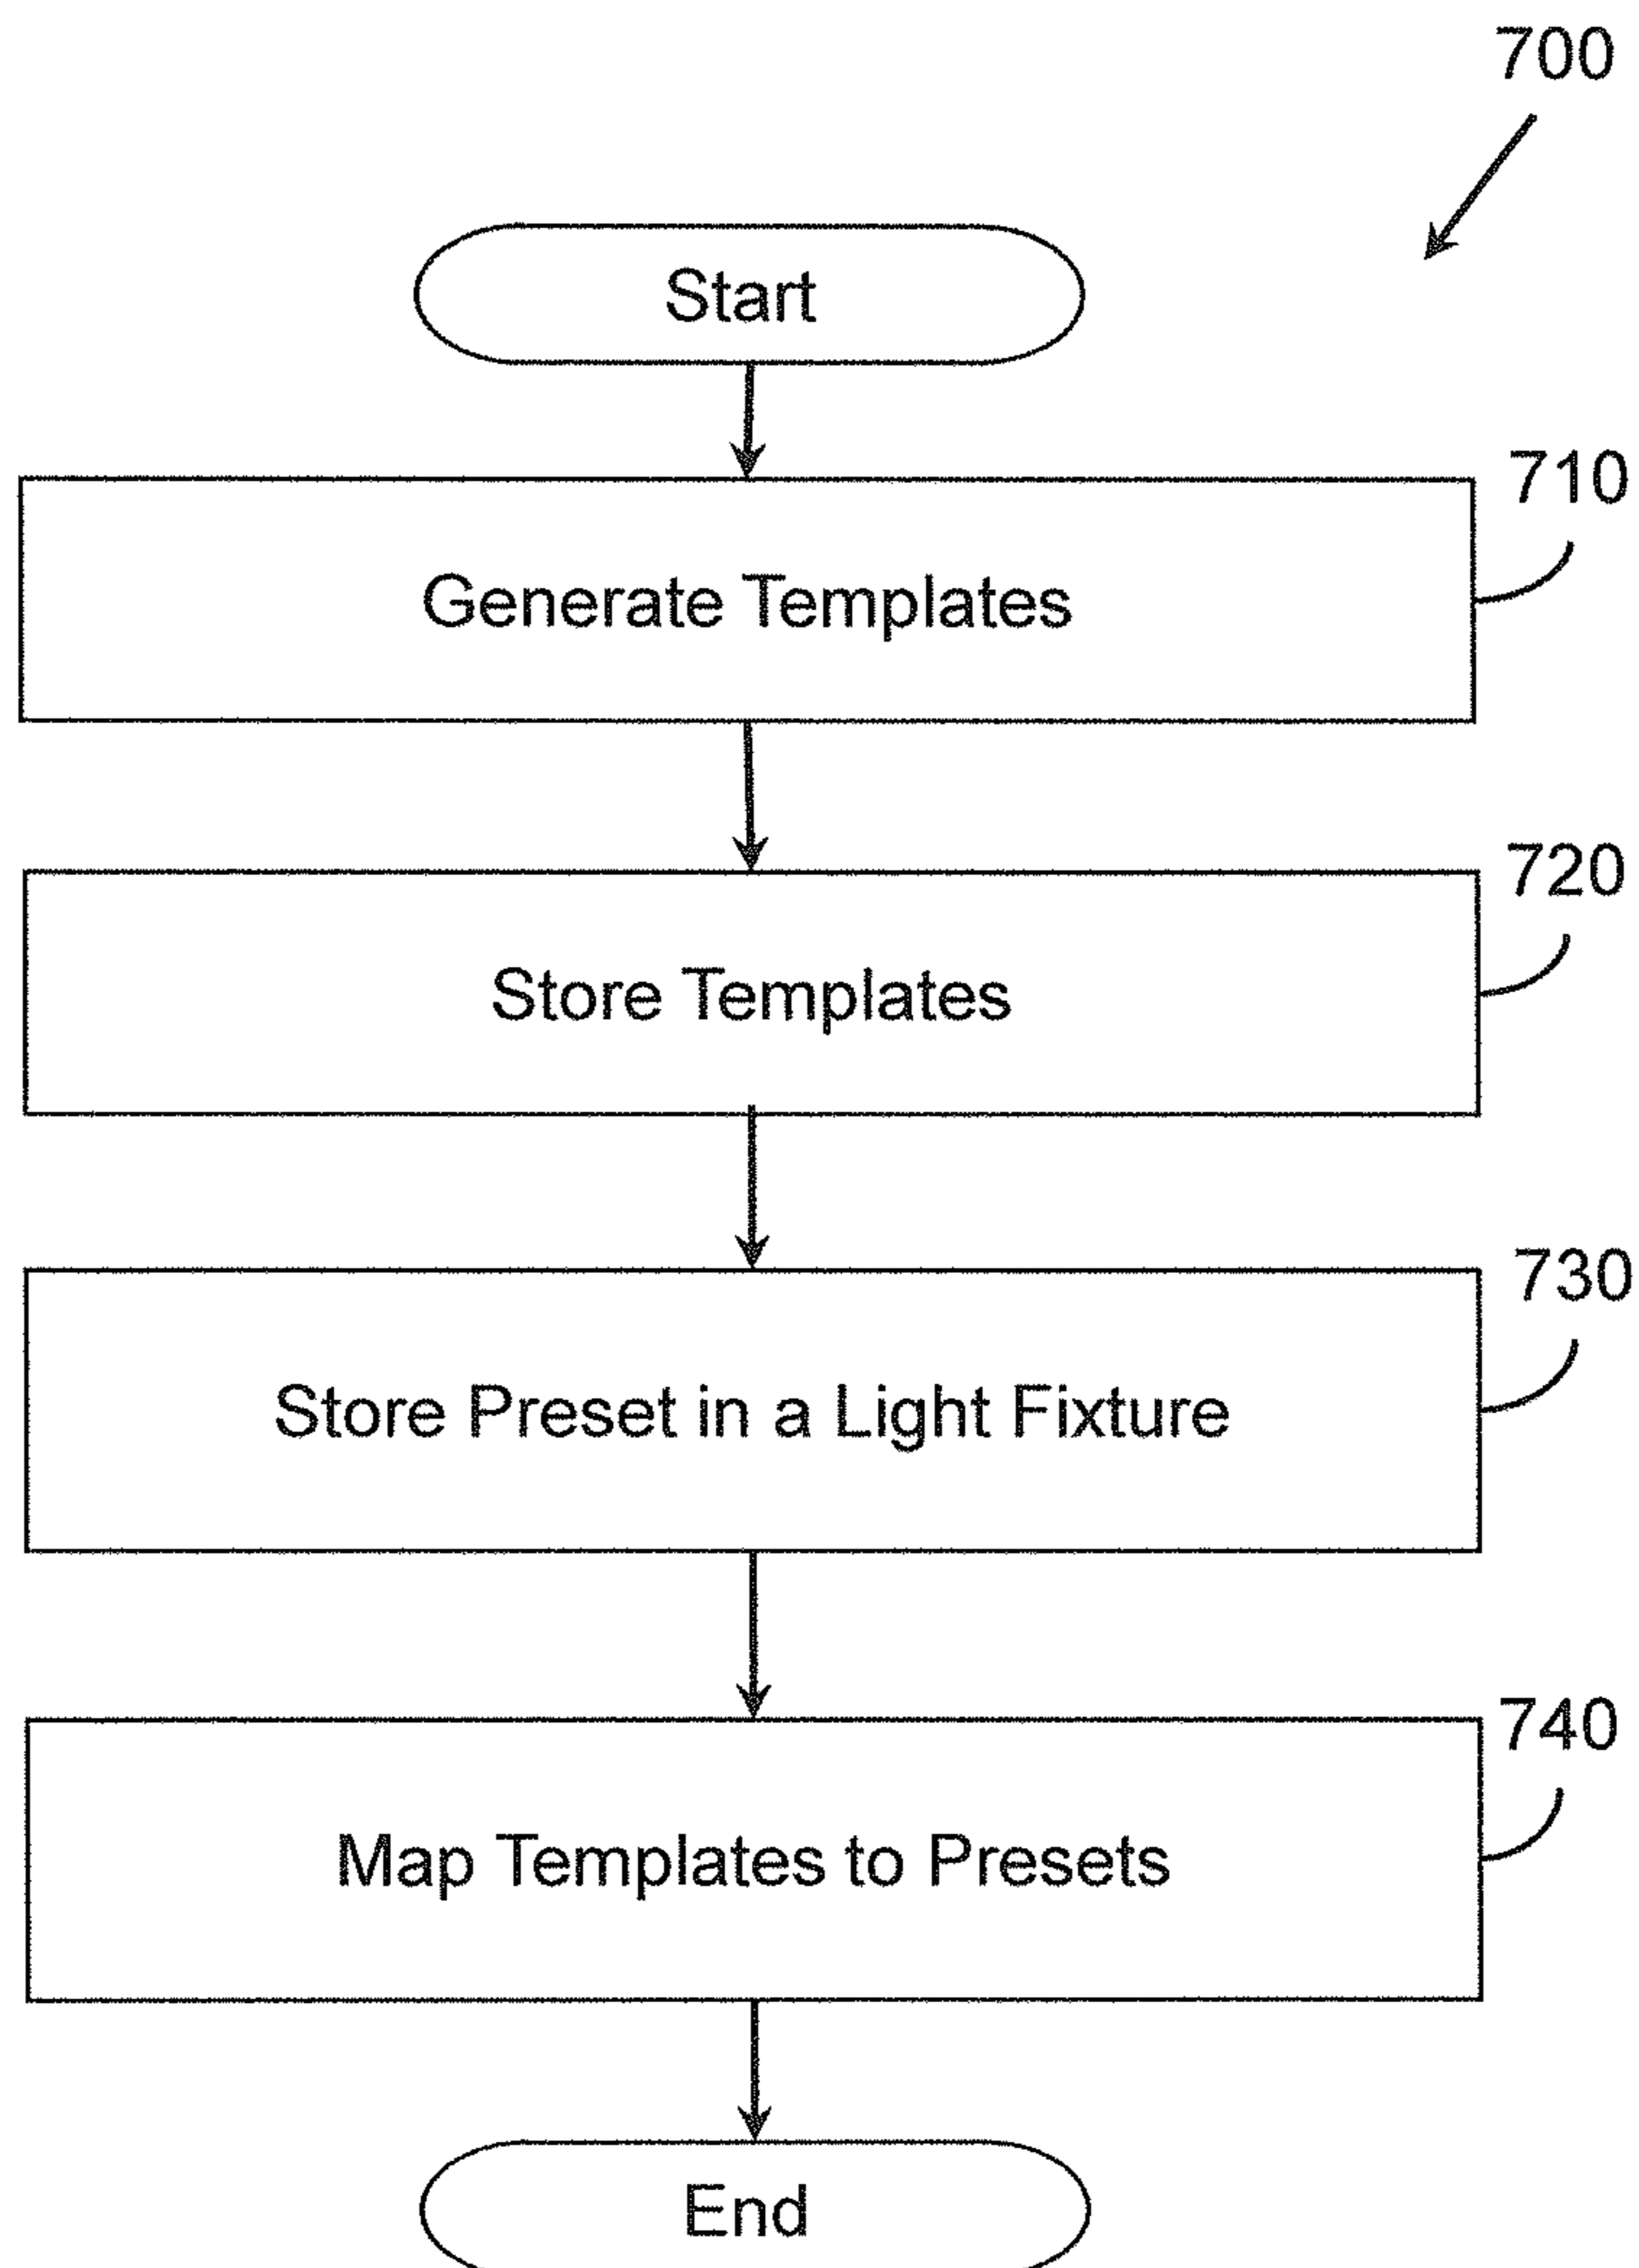 700
Start
710
Generate Templates
720
Store Templates
730
Store Preset in a Light Fixture
740
Map Templates to Presets
End